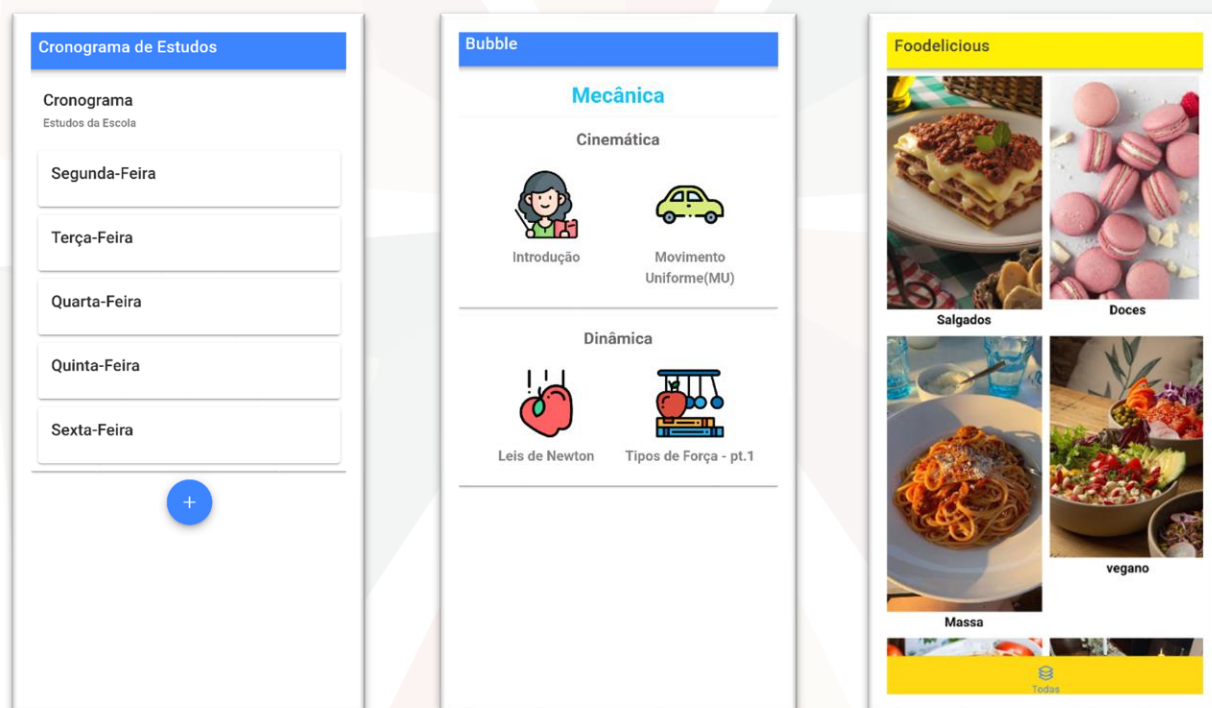 Cronograma de Estudos
Cronograma
Estudos da Escola
Segunda-Feira
Terça-Feira
Quarta-Feira
Quinta-Feira
Sexta-Feira
+
Bubble
Mecânica
Cinemática
Introdução
Movimento
Uniforme(MU)
Dinâmica
Leis de Newton
Tipos de Força - pt.1
Foodelicious
Salgados
Doces
Massa
vegano
Todas